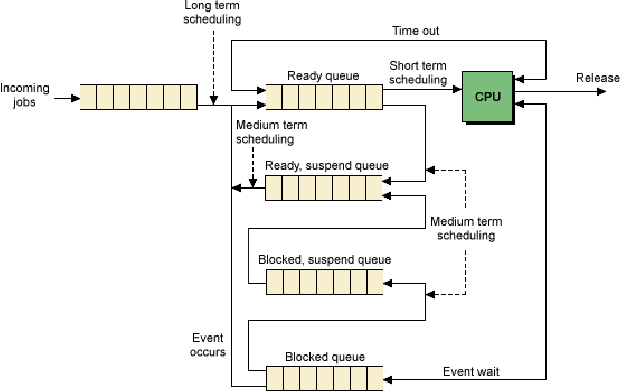 Long term
scheduling
Time out
Incoming
jobs
Ready queue
Short term
scheduling
CPU
Release
Medium term
scheduling
Ready, suspend queue
Medium term
scheduling
Blocked, suspend queue
Event
occurs
Blocked queue
Event wait